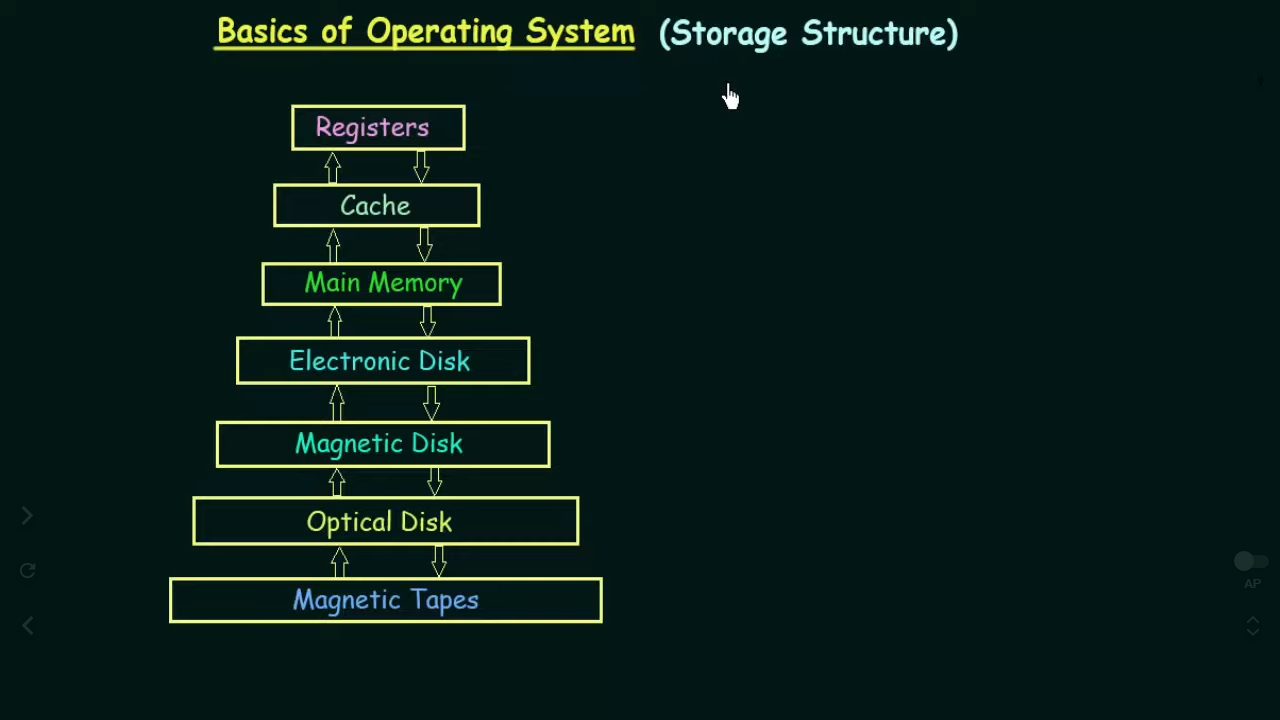 Basics of Operating System (Storage Structure)
Registers
Cache
Main Memory
Electronic Disk
Magnetic Disk
Optical Disk
Magnetic Tapes
AP